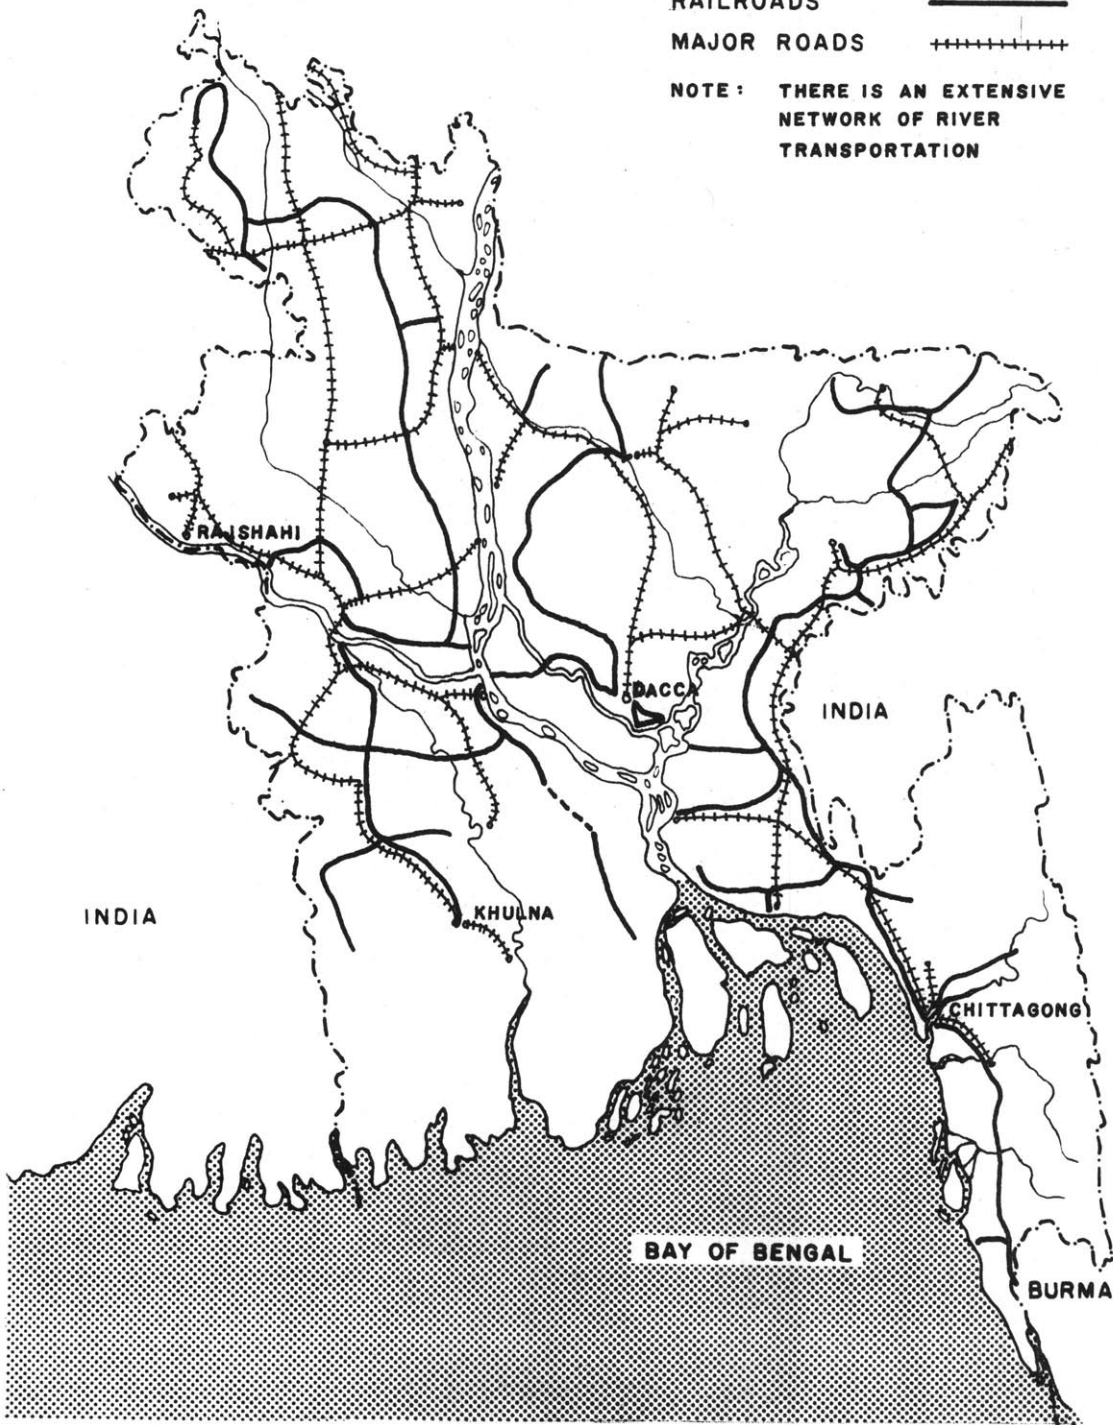 RAILROADS
MAJOR ROADS
NOTE: THERE IS AN EXTENSIVE
NETWORK OF RIVER
TRANSPORTATION
RAJSHAHI
DACCA
INDIA
INDIA
KHULNA
CHITTAGONG
BAY OF BENGAL
BURMA